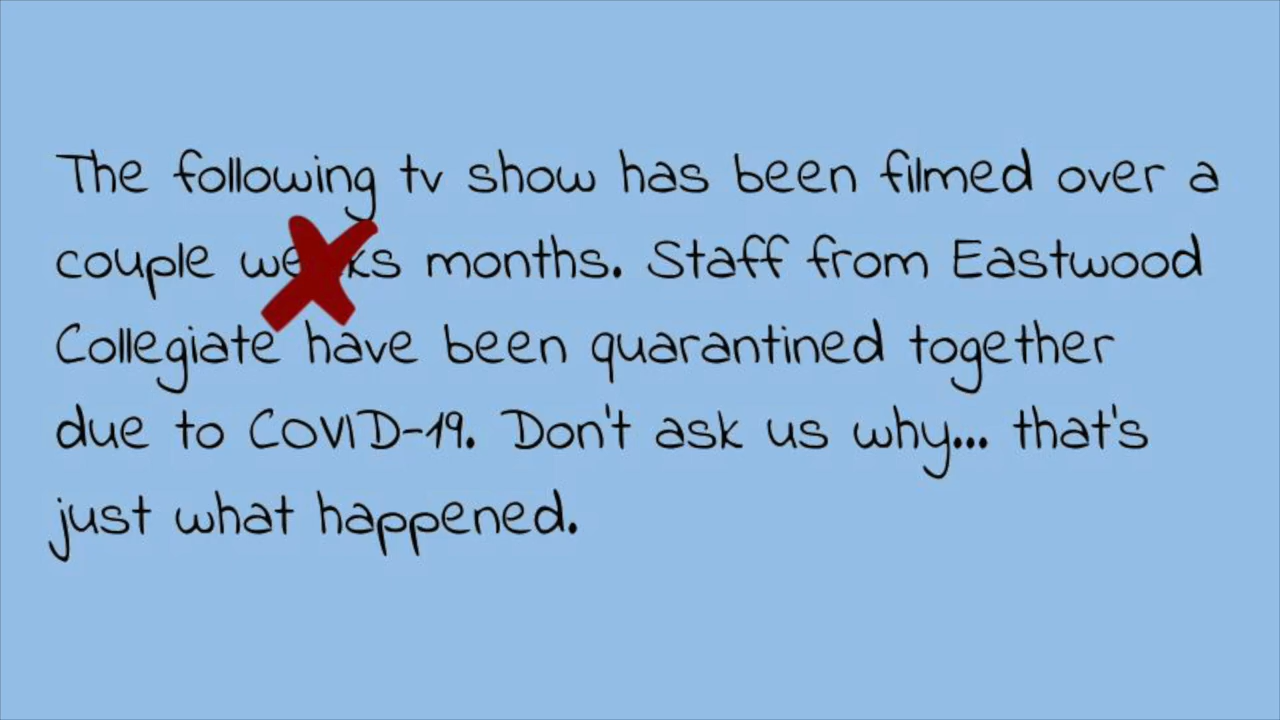 The following tv show has been filmed over a
couple weeks months. Staff from Eastwood
Collegiate have been quarantined together
due to COVID-19. Don't ask us why... that's
just what happened.